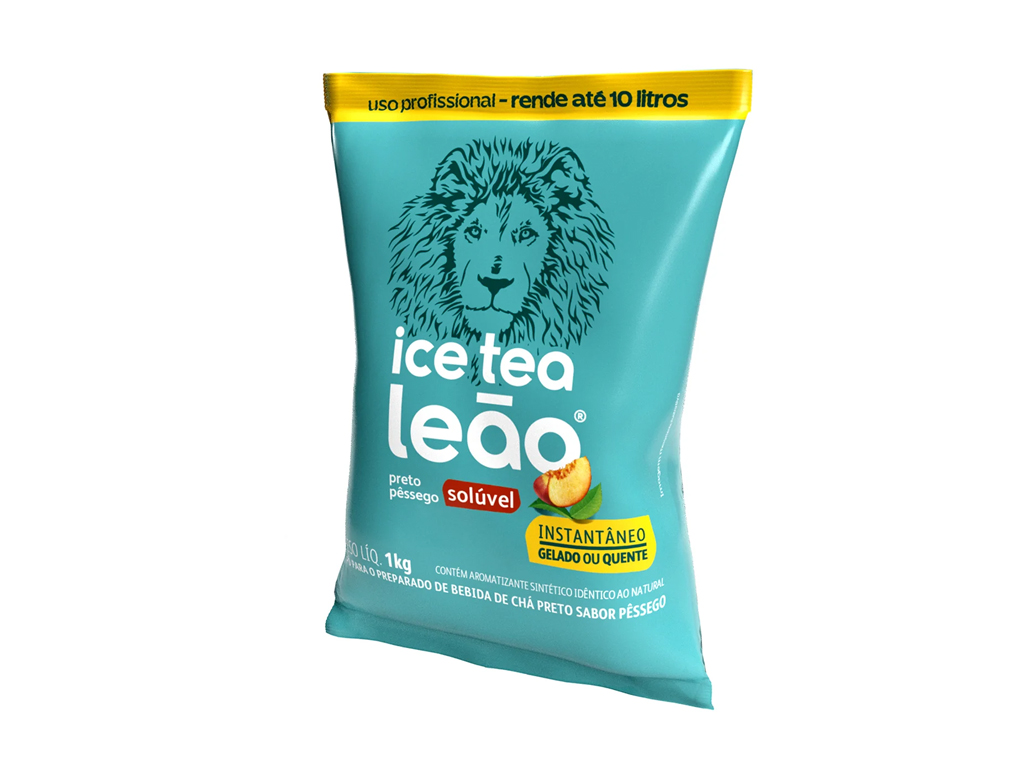 uso profissional - rende até 10 litros
ice tea
leão®
preto
pêssego
solúvel
INSTANTÂNEO
GELADO OU QUENTE
LÍQ. 1kg
CONTÉM AROMATIZANTE SINTÉTICO IDÊNTICO AO NATURAL
PARA O PREPARADO DE BEBIDA DE CHÁ PRETO SABOR PÊSSEGO